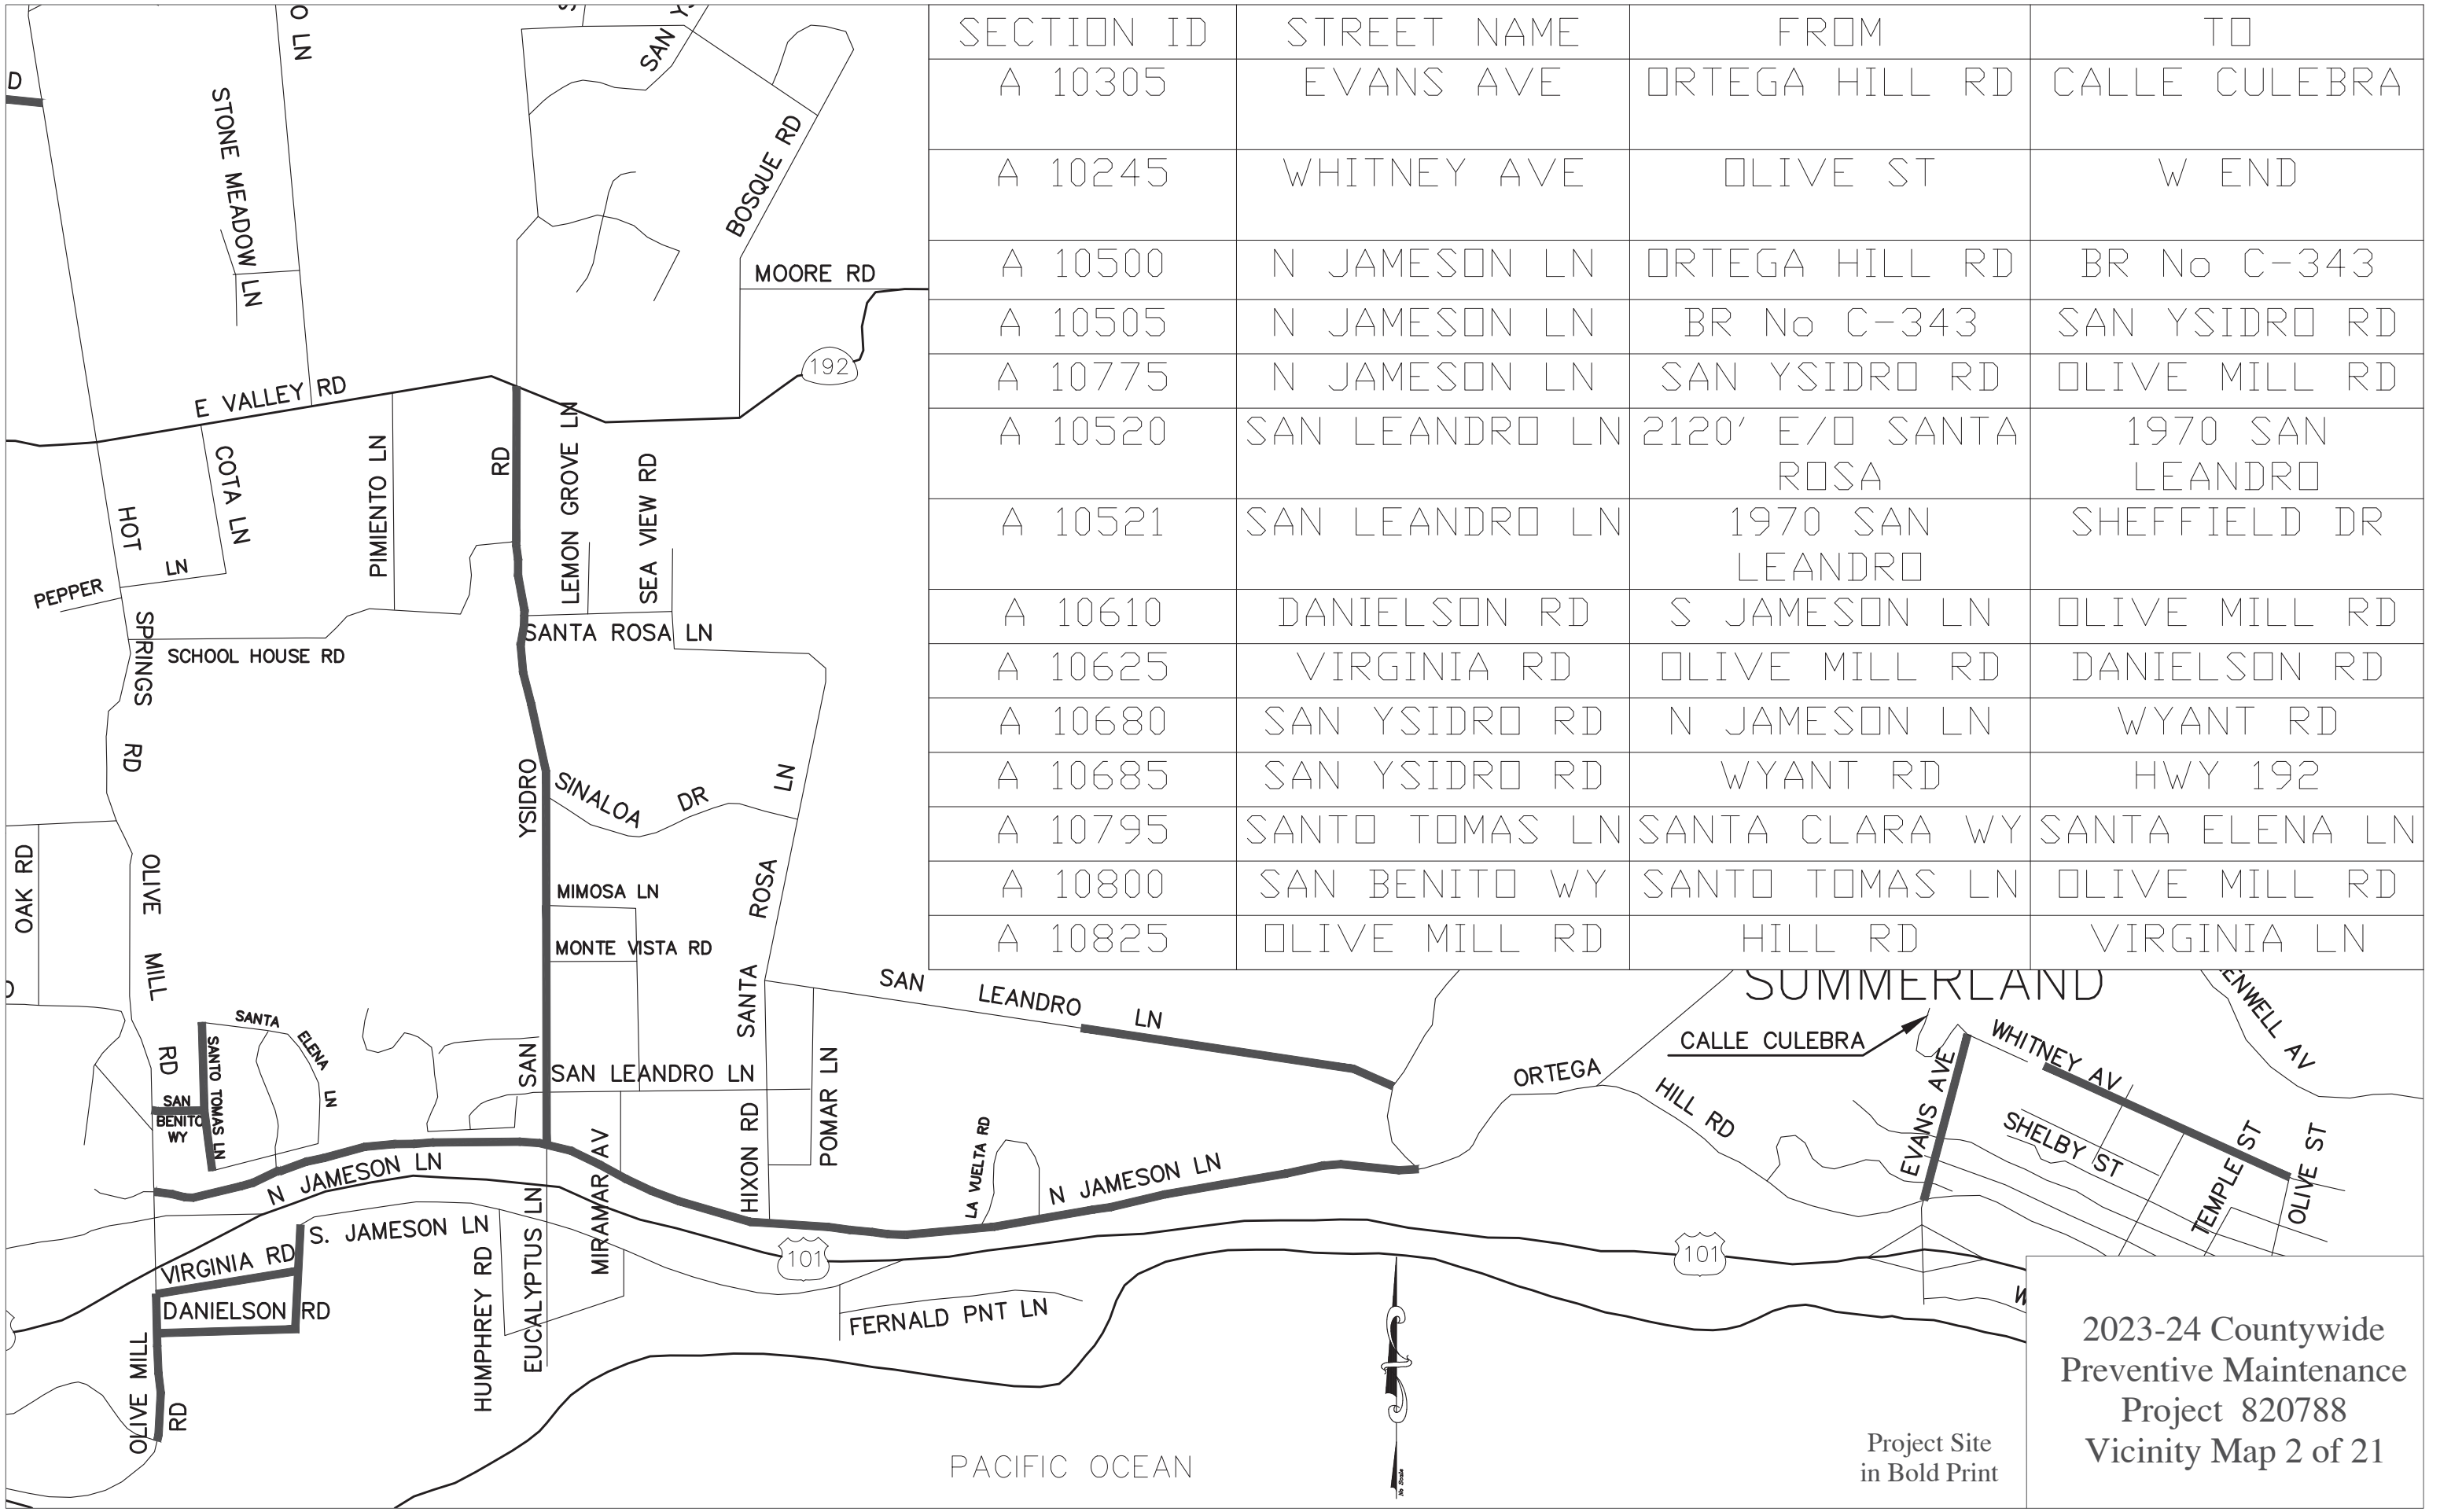 SECTION ID STREET NAME FROM TO
A 10305 EVANS AVE ORTEGA HILL RD CALLE CULEBRA
A 10245 WHITNEY AVE OLIVE ST W END
A 10500 N JAMESON LN ORTEGA HILL RD BR No C-343
A 10505 N JAMESON LN BR No C-343 SAN YSIDRO RD
A 10775 N JAMESON LN SAN YSIDRO RD OLIVE MILL RD
A 10520 SAN LEANDRO LN 2120' E/O SANTA 1970 SAN
ROSA LEANDRO
A 10521 SAN LEANDRO LN 1970 SAN SHEFFIELD DR
LEANDRO
A 10610 DANIELSON RD S JAMESON LN OLIVE MILL RD
A 10625 VIRGINIA RD OLIVE MILL RD DANIELSON RD
A 10680 SAN YSIDRO RD N JAMESON LN WYANT RD
A 10685 SAN YSIDRO RD WYANT RD HWY 192
A 10795 SANTO TOMAS LN SANTA CLARA WY SANTA ELENA LN
A 10800 SAN BENITO WY SANTO TOMAS LN OLIVE MILL RD
A 10825 OLIVE MILL RD HILL RD VIRGINIA LN
D
O LN
SAN
STONE MEADOW LN
BOSQUE RD
MOORE RD
192
E VALLEY RD
COTA LN
PIMIENTO LN
RD
LEMON GROVE LN
SEA VIEW RD
HOT
PEPPER
LN
SPRINGS
RD
SANTA ROSA LN
SCHOOL HOUSE RD
YSIDRO
SINALOA
DR
LN
OAK RD
OLIVE
MILL
RD
MIMOSA LN
ROSA
MONTE VISTA RD
SANTA
SAN
LEANDRO
LN
SANTA
ELENA
LN
SANTO TOMAS LN
SAN
BENITO
WY
SAN
SAN LEANDRO LN
POMAR LN
HIXON RD
MIRAMAR AV
N JAMESON LN
LA VUELTA RD
N JAMESON LN
S. JAMESON LN
VIRGINIA RD
DANIELSON RD
OLIVE MILL
RD
HUMPHREY RD
EUCALYPTUS LN
101
FERNALD PNT LN
101
SUMMERLAND
CALLE CULEBRA
ORTEGA
HILL RD
EVANS AVE
WHITNEY AV
ENWELL AV
SHELBY ST
TEMPLE ST
OLIVE ST
W
PACIFIC OCEAN
No Scale
Project Site
in Bold Print
2023-24 Countywide
Preventive Maintenance
Project 820788
Vicinity Map 2 of 21